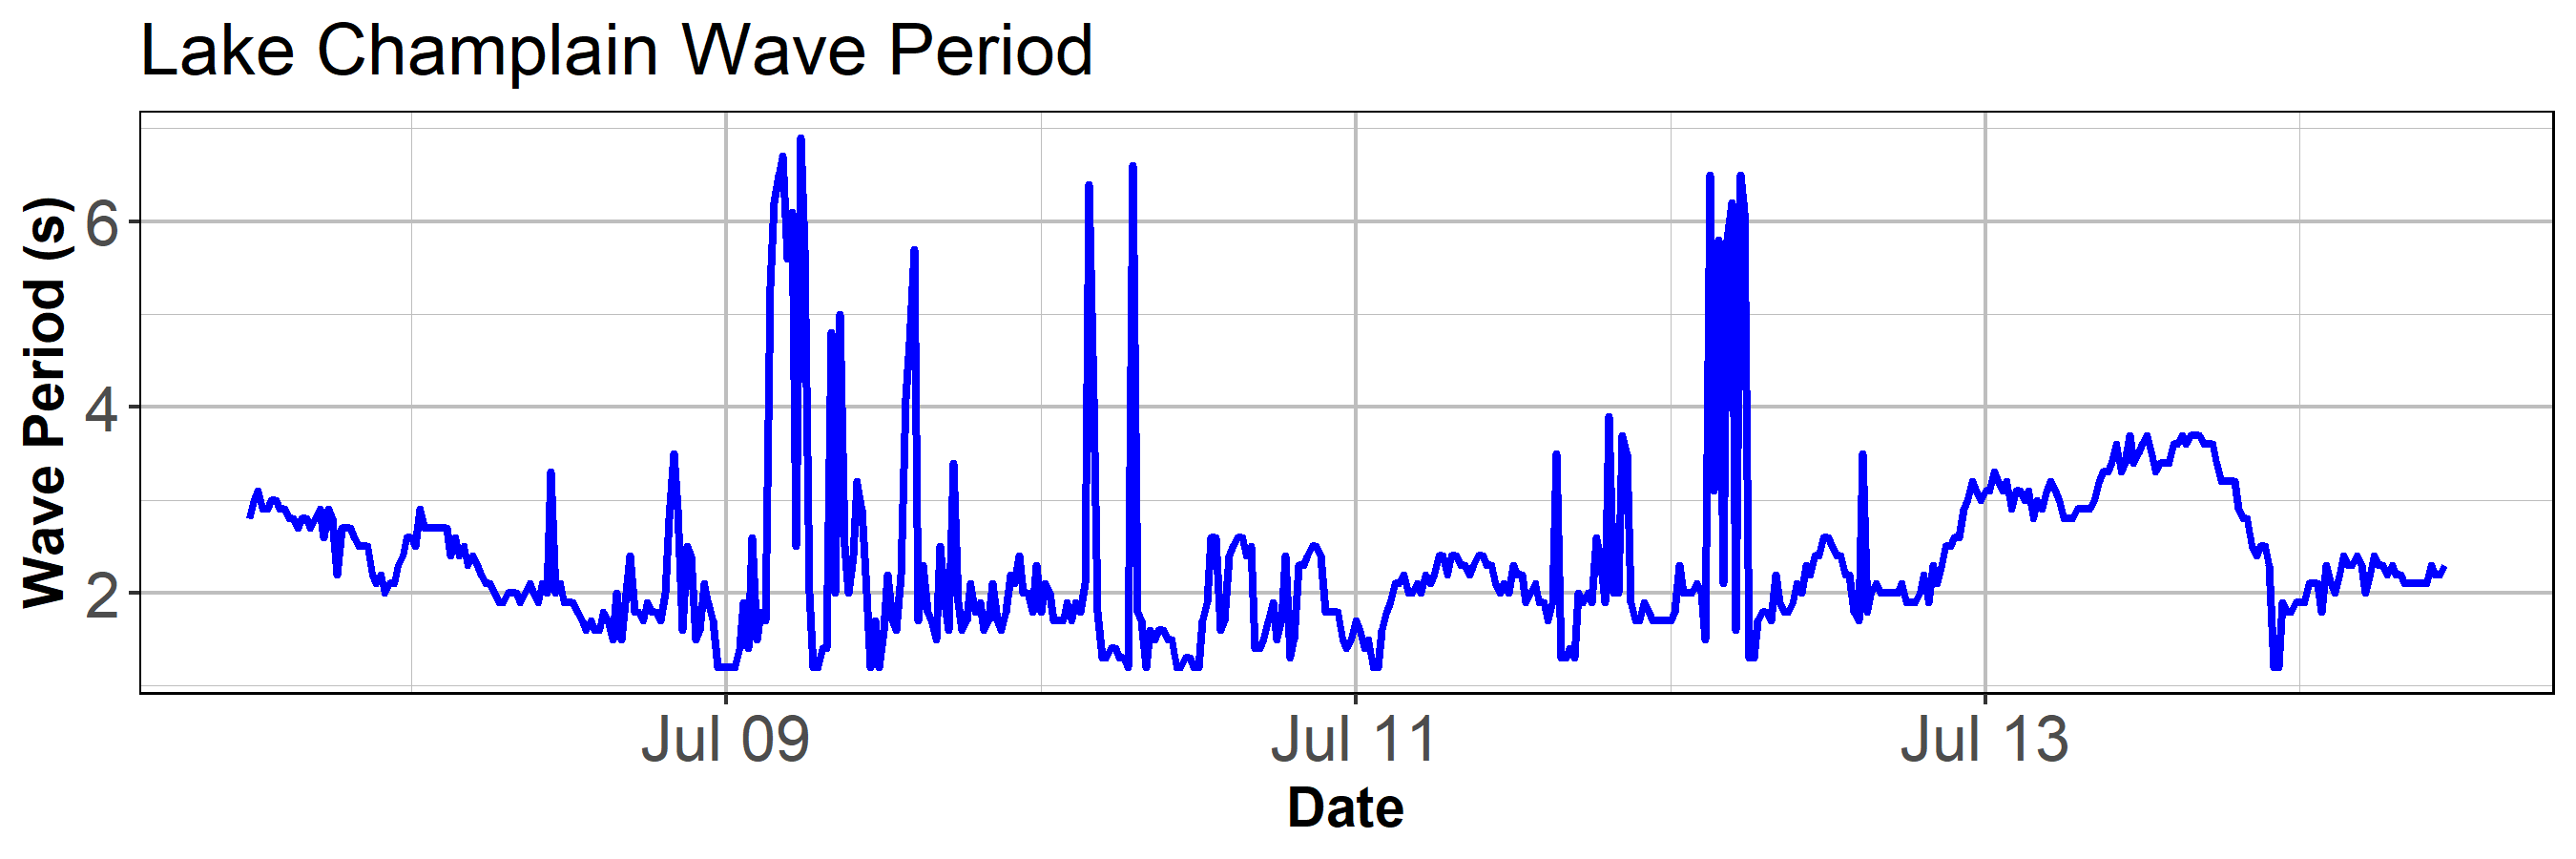 Lake Champlain Wave Period
Wave Period (s)
6
4
2
Jul 09 Jul 11 Jul 13
Date